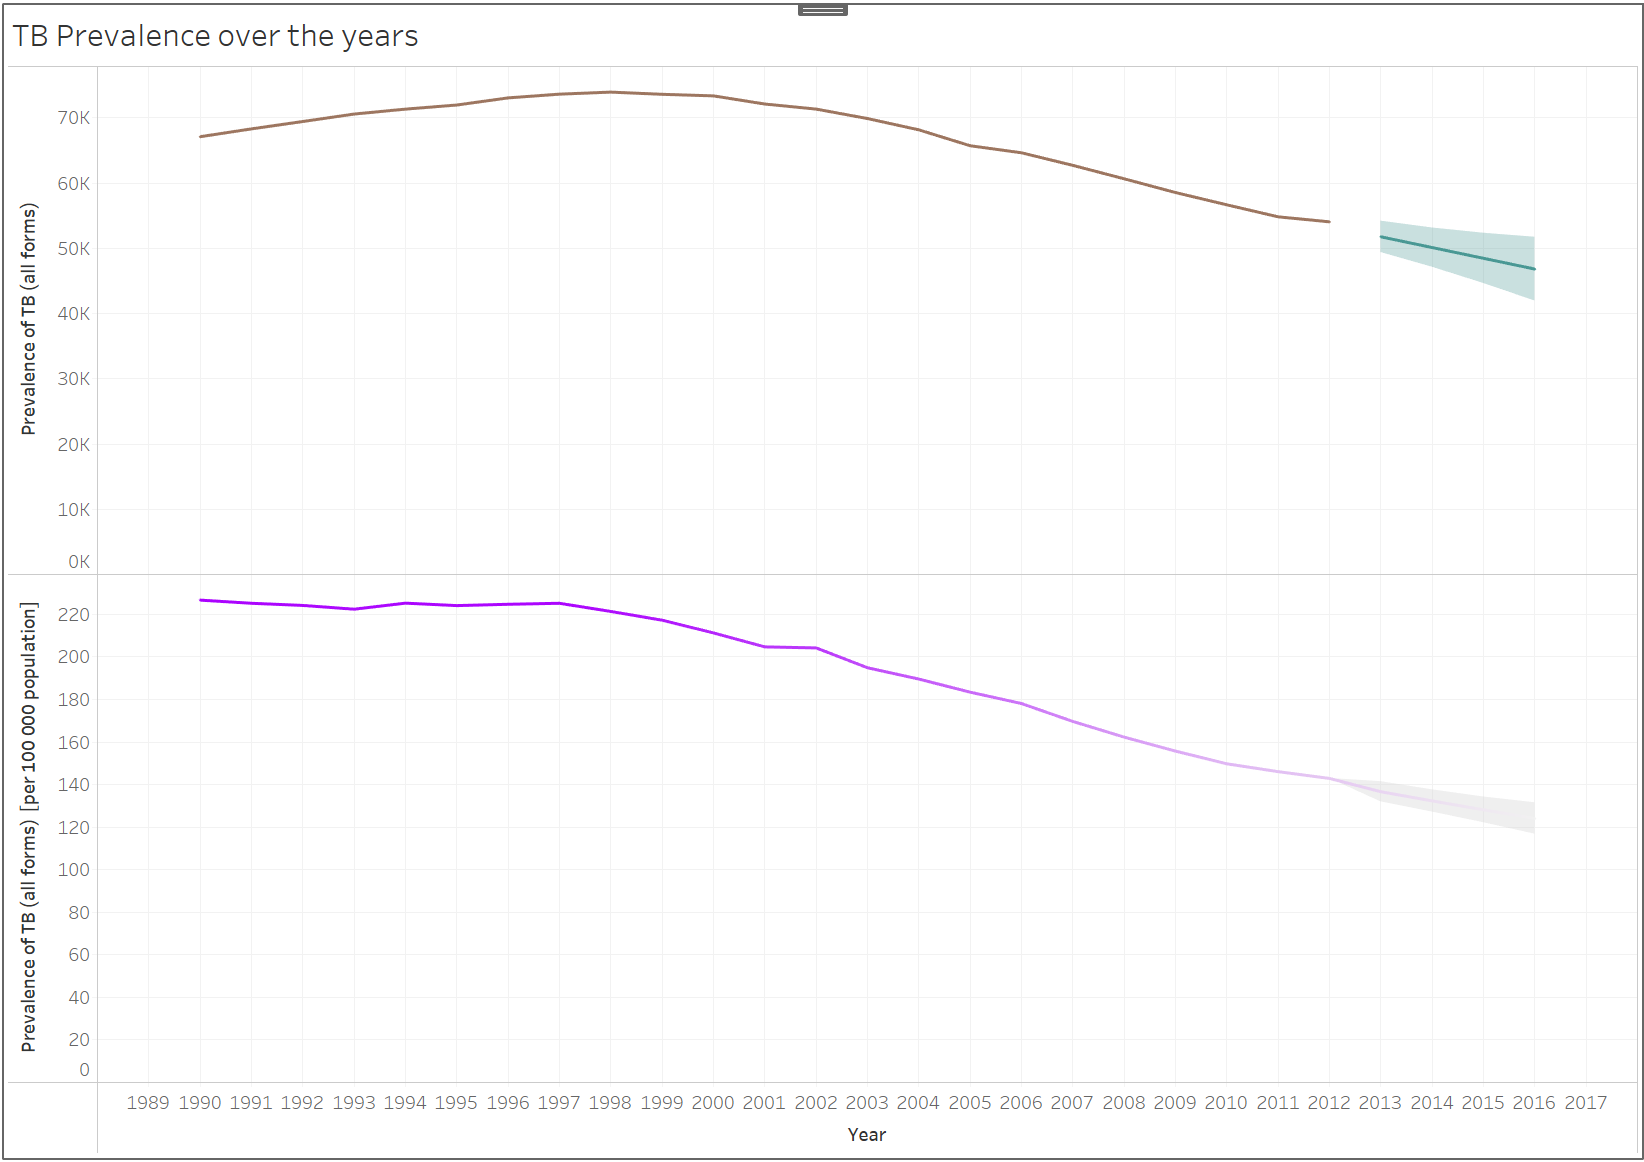 TB Prevalence over the years
Prevalence of TB (all forms)
70K
60K
50K
40K
30K
20K
10K
0K
Prevalence of TB (all forms) [per 100 000 population]
220
200
180
160
140
120
100
80
60
40
20
0
1989 1990 1991 1992 1993 1994 1995 1996 1997 1998 1999 2000 2001 2002 2003 2004 2005 2006 2007 2008 2009 2010 2011 2012 2013 2014 2015 2016 2017
Year